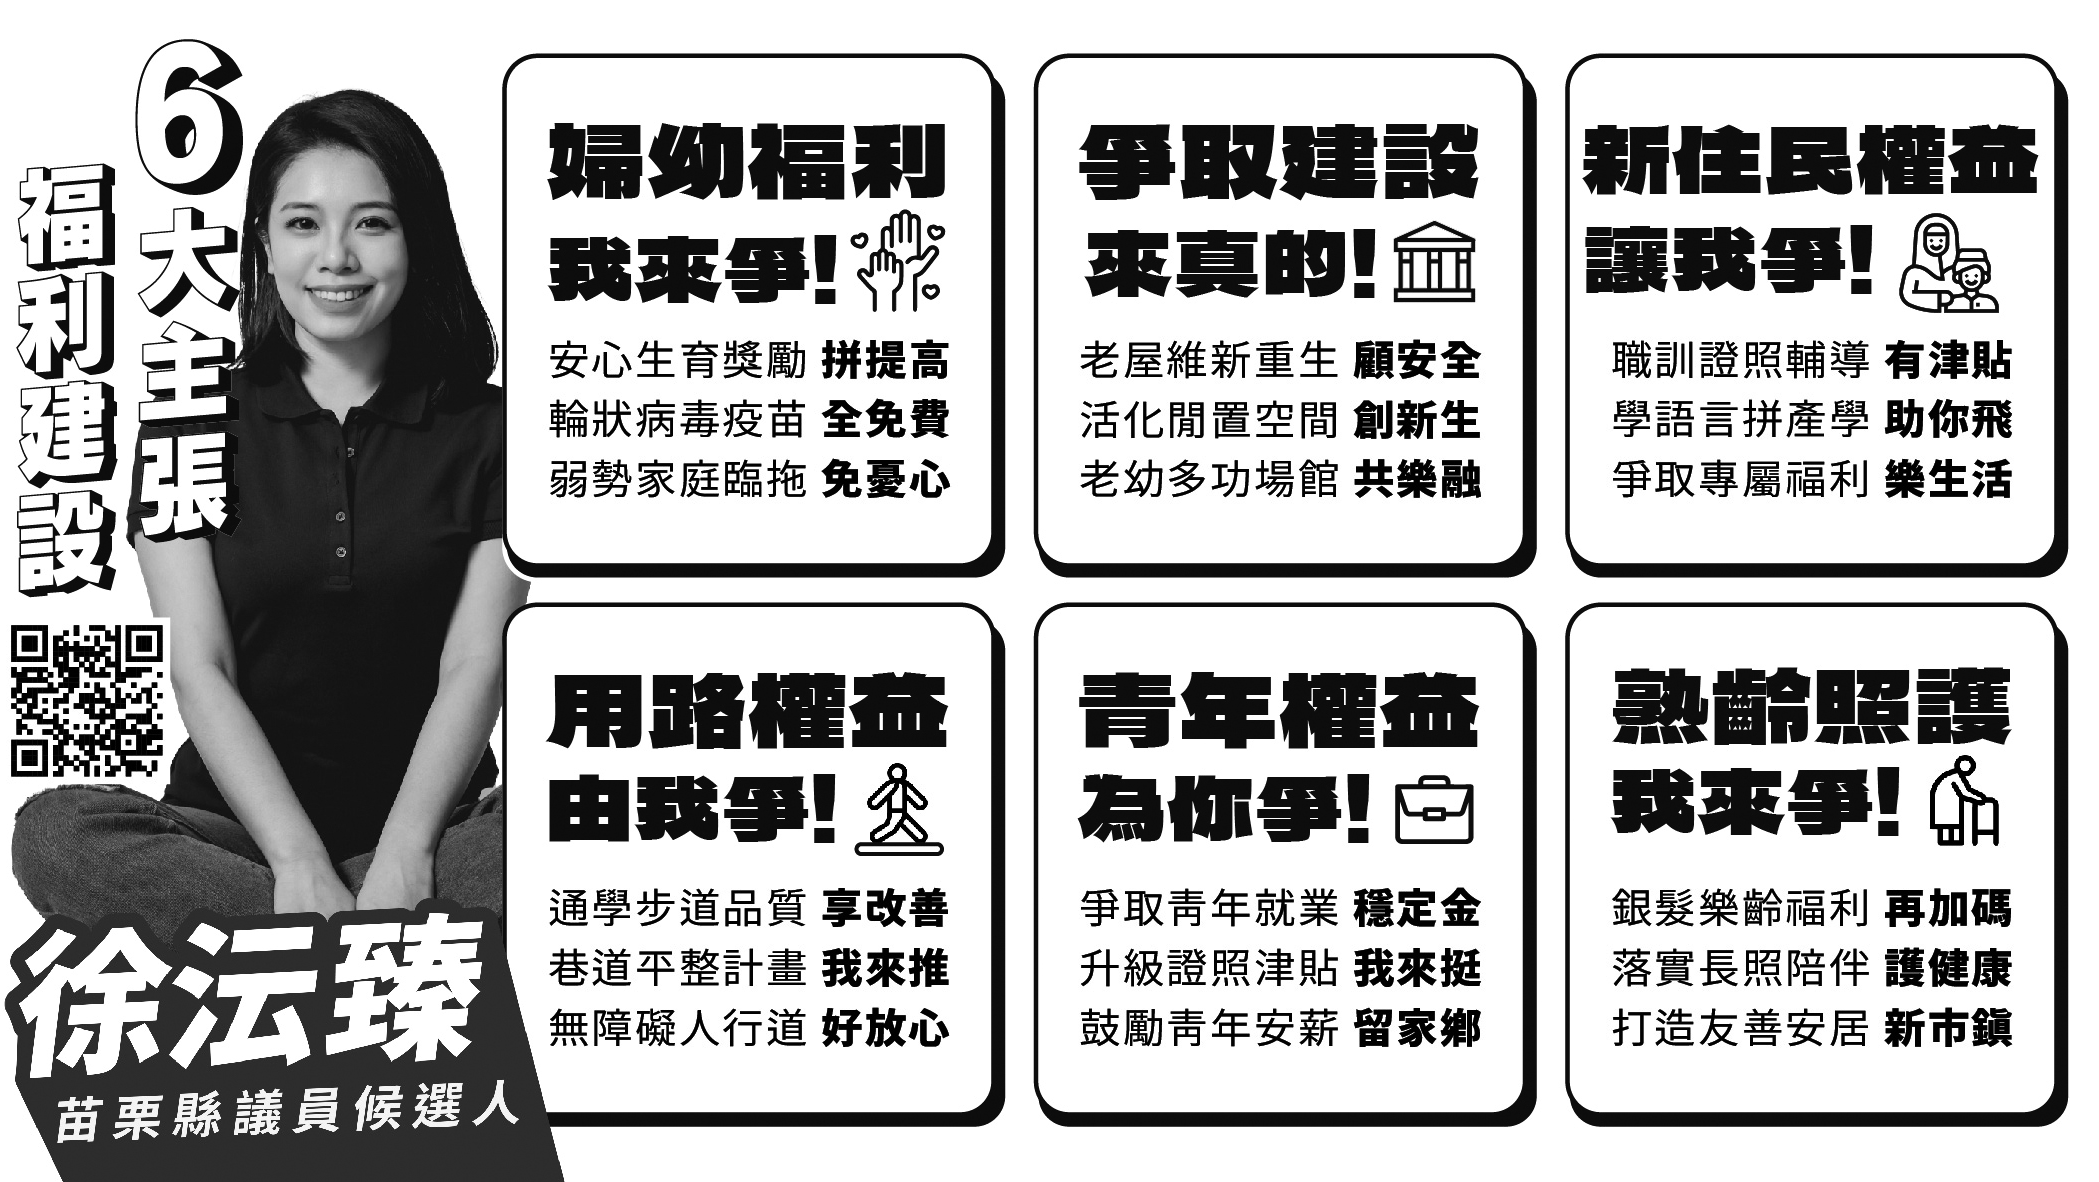 6大主張
福利建設
徐沄臻
苗栗縣議員候選人
婦幼福利
我來爭!
安心生育獎勵 拼提高
輪狀病毒疫苗 全免費
弱勢家庭臨拖 免憂心
爭取建設
來真的!
老屋維新重生 顧安全
活化閒置空間 創新生
老幼多功場館 共樂融
新住民權益
讓我爭!
職訓證照輔導 有津貼
學語言拼產學 助你飛
爭取專屬福利 樂生活
用路權益
由我爭!
通學步道品質 享改善
巷道平整計畫 我來推
無障礙人行道 好放心
青年權益
為你爭!
爭取青年就業 穩定金
升級證照津貼 我來挺
鼓勵青年安薪 留家鄉
熟齡照護
我來爭!
銀髮樂齡福利 再加碼
落實長照陪伴 護健康
打造友善安居 新市鎮